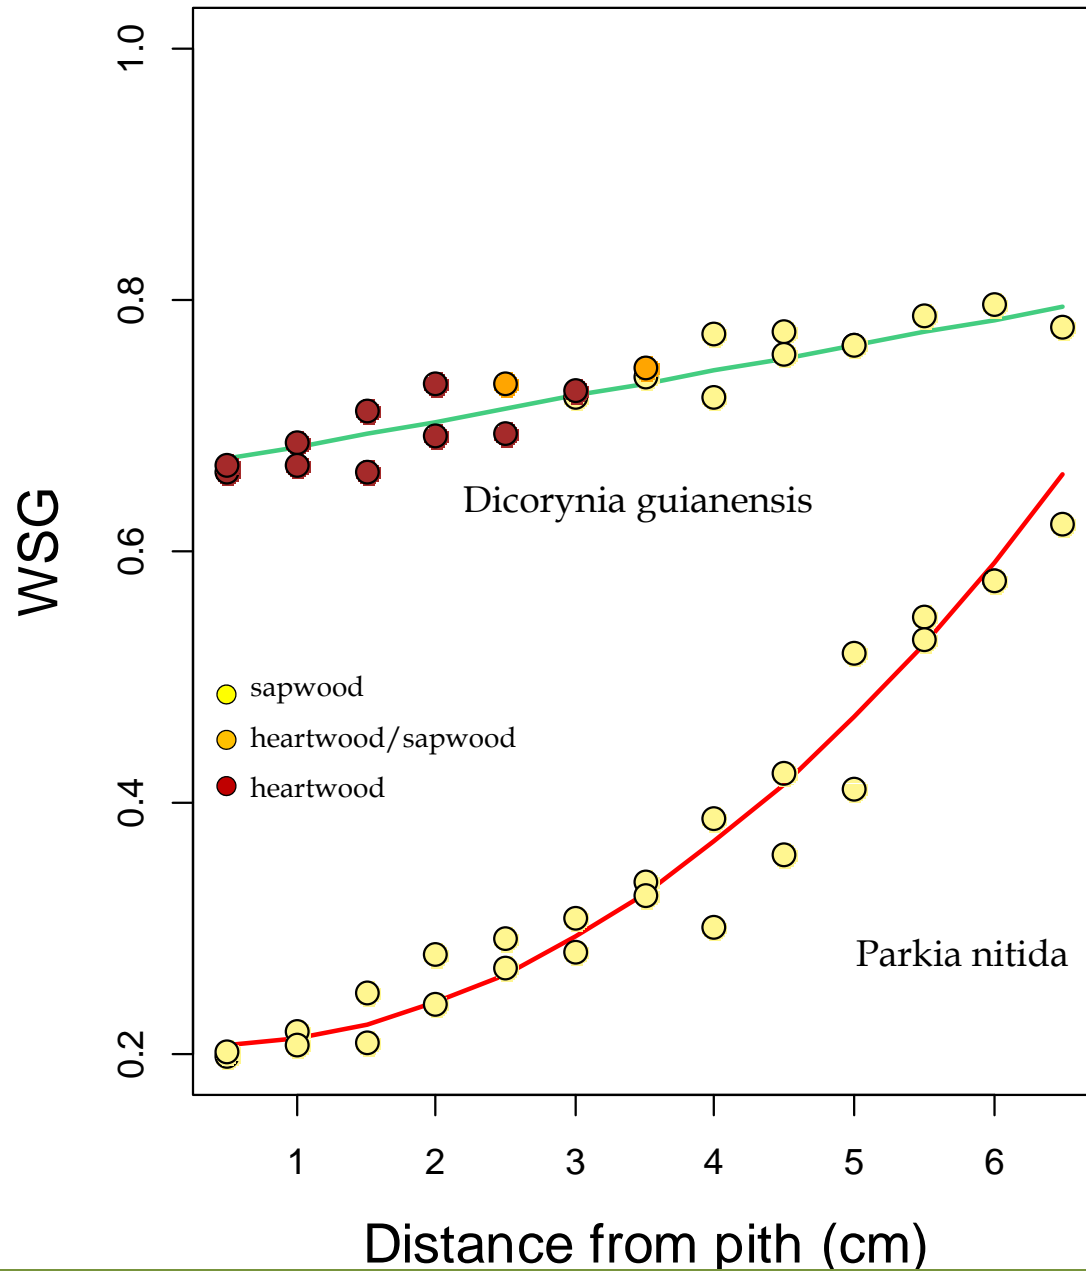 1.0
0.8
0.6
0.4
0.2
WSG
Dicorynia guianensis
sapwood
heartwood/sapwood
heartwood
Parkia nitida
1 2 3 4 5 6
Distance from pith (cm)